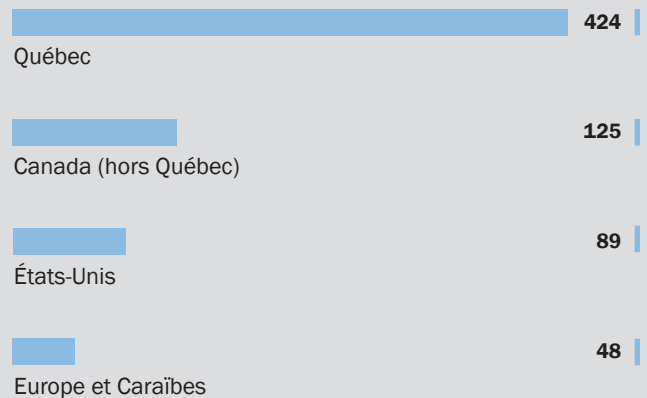 424
Québec
125
Canada (hors Québec)
89
États-Unis
48
Europe et Caraïbes